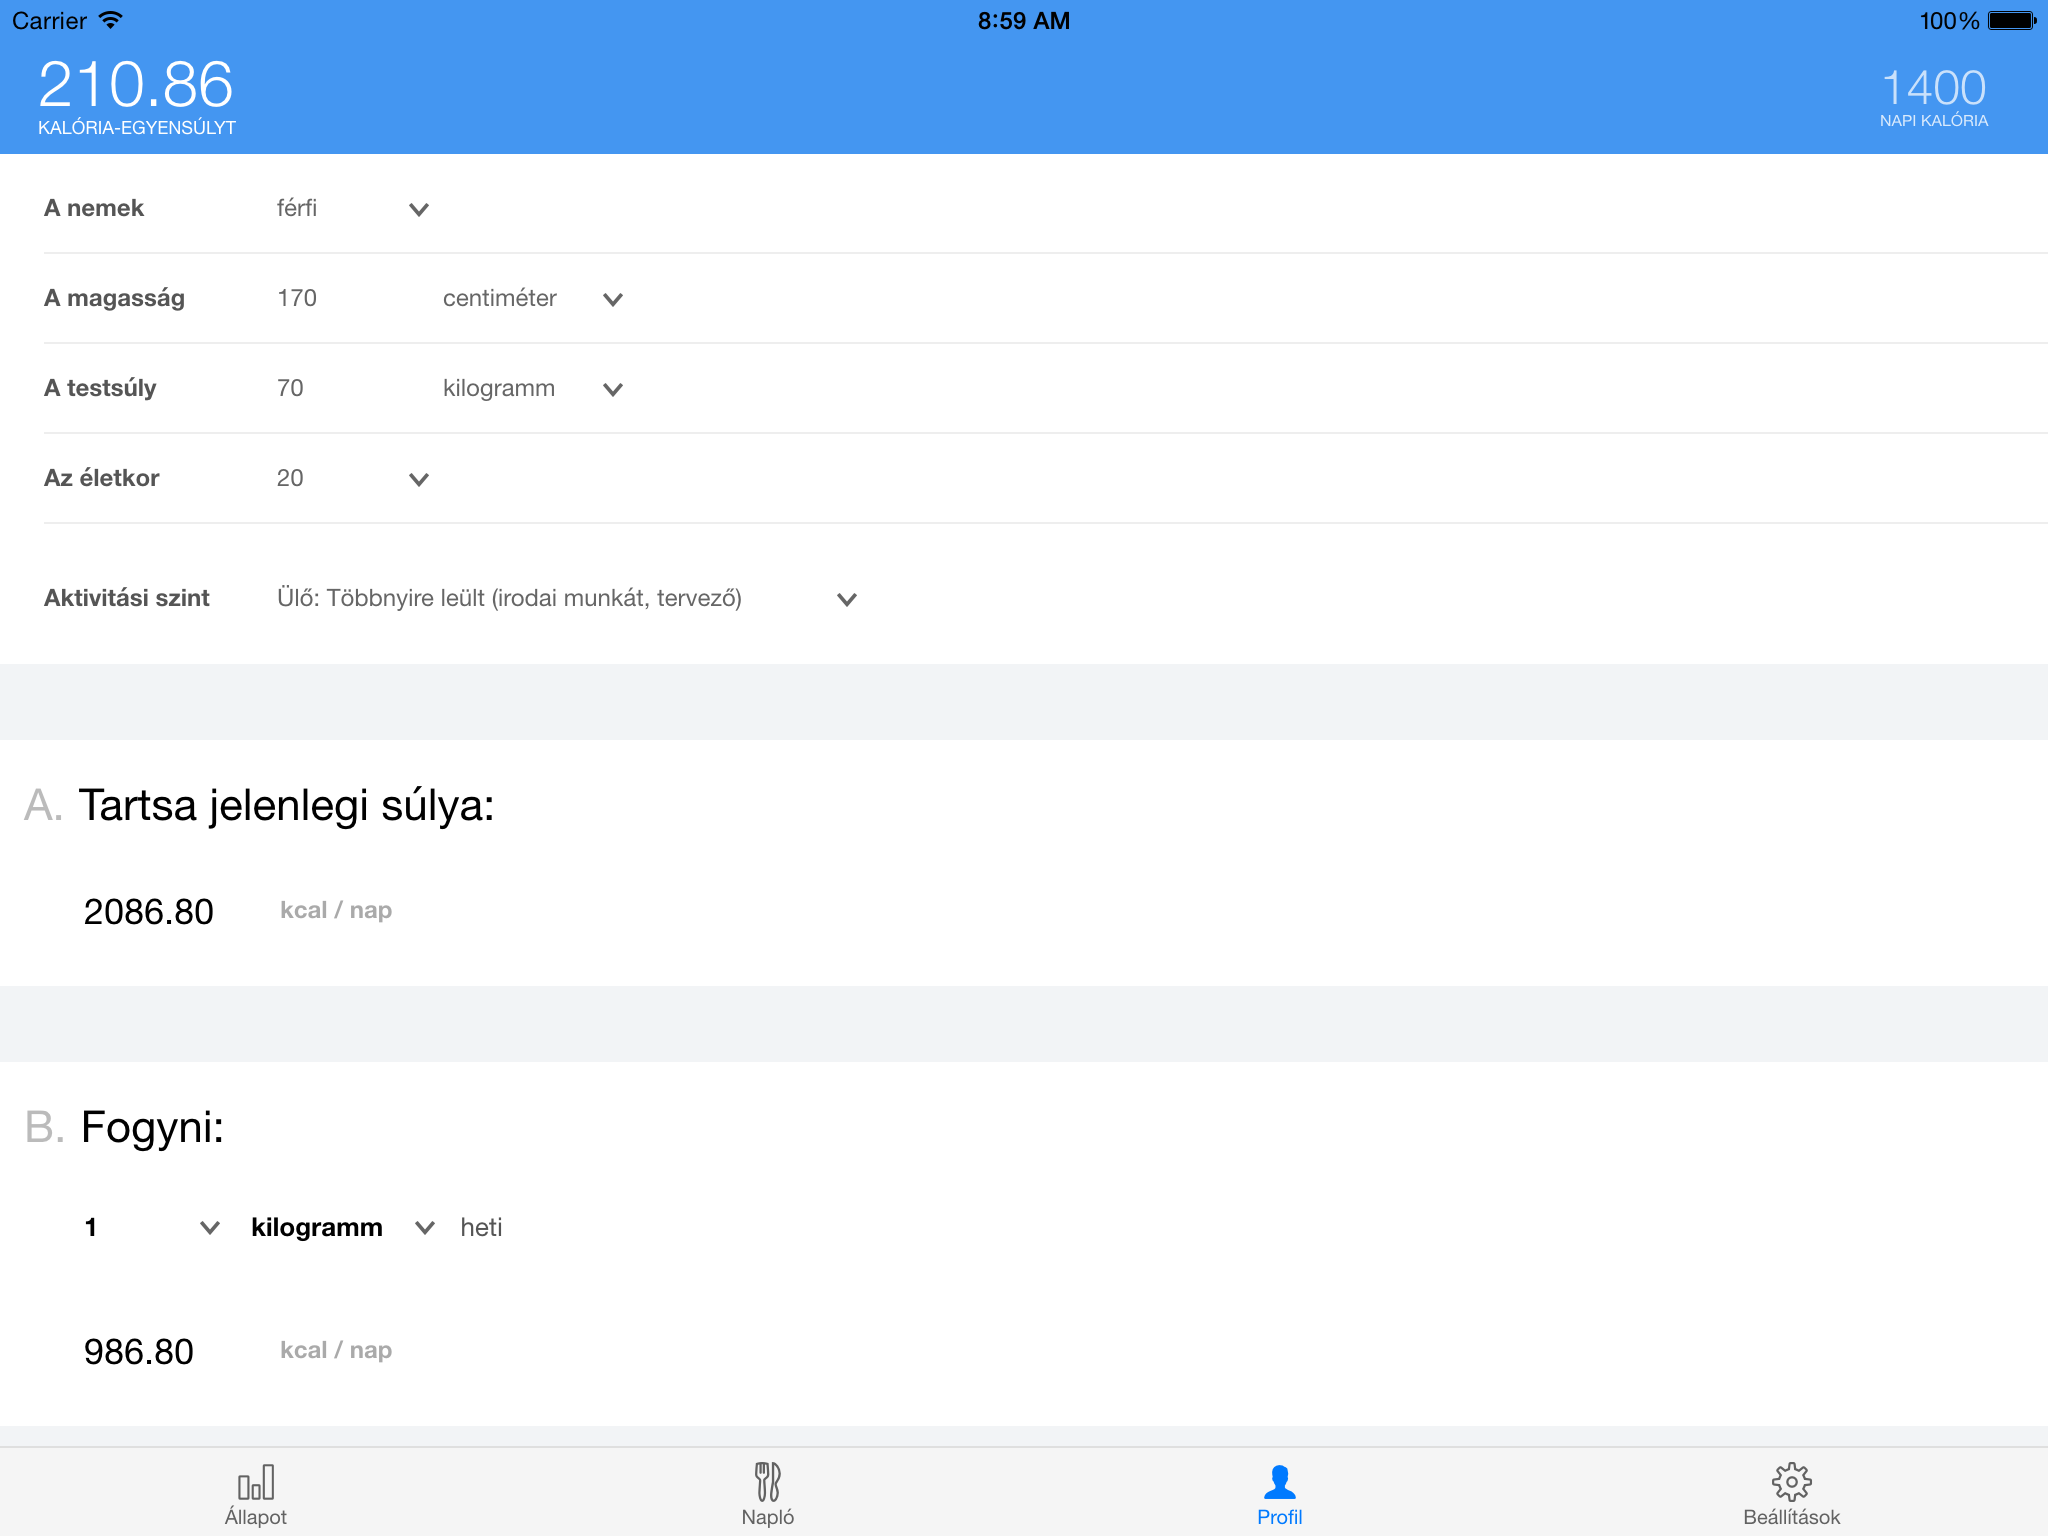 Carrier 8:59 AM 100%
210.86 1400
KALÓRIA-EGYENSÚLYT NAPI KALÓRIA
A nemek férfi
A magasság 170 centiméter
A testsúly 70 kilogramm
Az életkor 20
Aktivitási szint Ülő: Többnyire leült (irodai munkát, tervező)
A. Tartsa jelenlegi súlya:
2086.80 kcal / nap
B. Fogyni:
1 kilogramm heti
986.80 kcal / nap
Állapot Napló Profil Beállítások